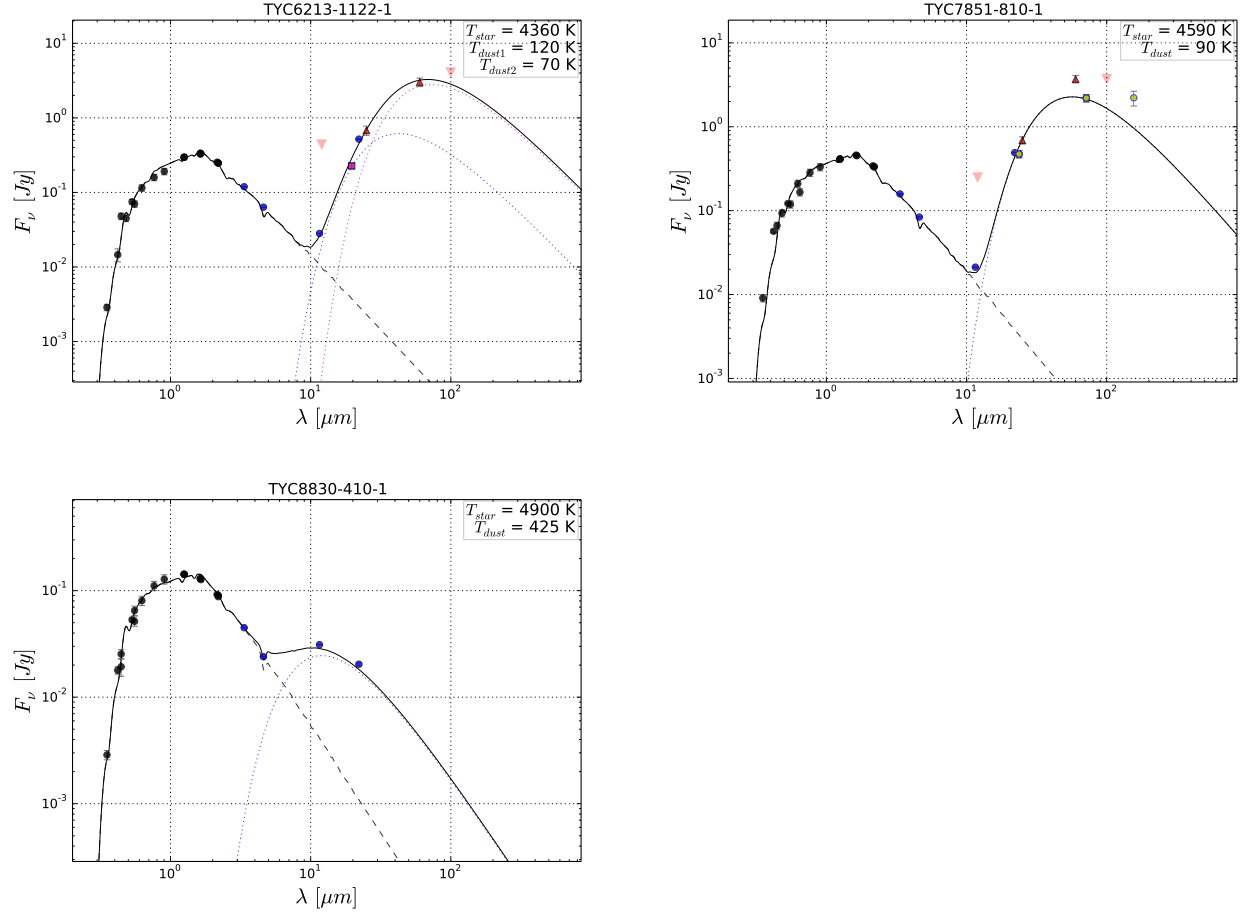 TYC6213-1122-1
T_star = 4360 K
T_dust1 = 120 K
T_dust2 = 70 K
10^1
10^0
10^-1
10^-2
10^-3
F_ν [Jy]
10^0 10^1 10^2
λ [μm]
TYC7851-810-1
T_star = 4590 K
T_dust = 90 K
10^1
10^0
10^-1
10^-2
10^-3
F_ν [Jy]
10^0 10^1 10^2
λ [μm]
TYC8830-410-1
T_star = 4900 K
T_dust = 425 K
10^-1
10^-2
10^-3
F_ν [Jy]
10^0 10^1 10^2
λ [μm]